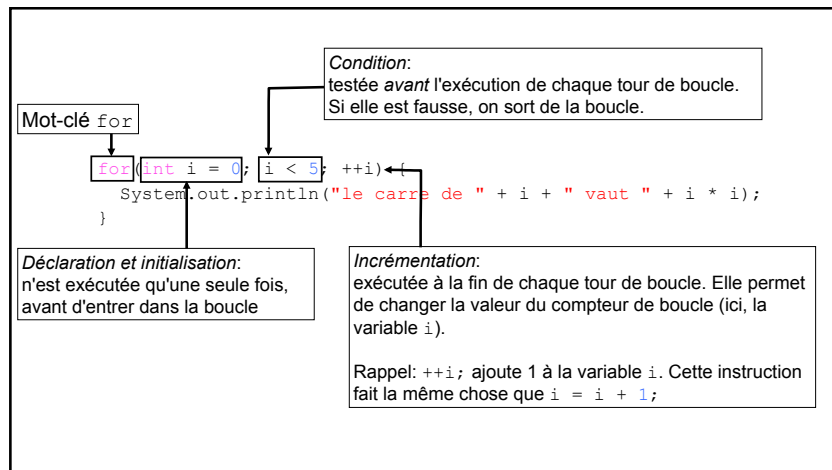 Condition:
testée avant l'exécution de chaque tour de boucle.
Si elle est fausse, on sort de la boucle.
Mot-clé for
for(int i = 0; i < 5; ++i) {
System.out.println("le carre de " + i + " vaut " + i * i);
}
Déclaration et initialisation:
n'est exécutée qu'une seule fois,
avant d'entrer dans la boucle
Incrémentation:
exécutée à la fin de chaque tour de boucle. Elle permet
de changer la valeur du compteur de boucle (ici, la
variable i).
Rappel: ++i; ajoute 1 à la variable i. Cette instruction
fait la même chose que i = i + 1;